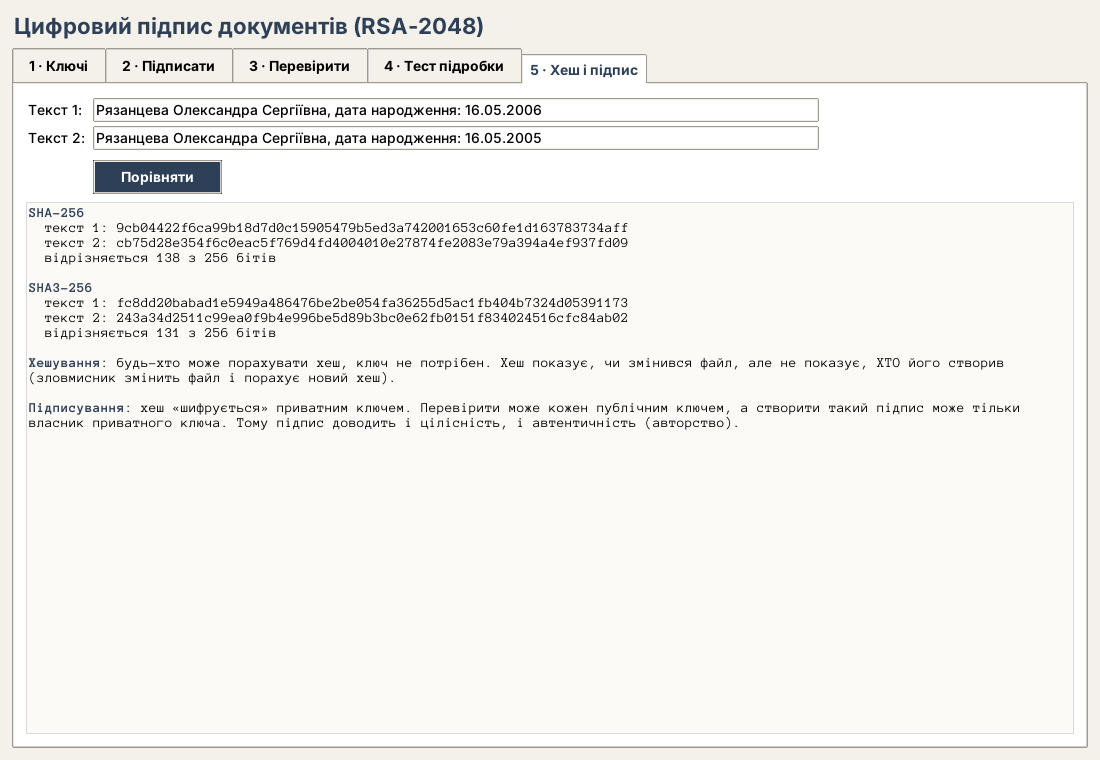 Цифровий підпис документів (RSA-2048)
1 · Ключі
2 · Підписати
3 · Перевірити
4 · Тест підробки
5 · Хеш і підпис
Текст 1: Рязанцева Олександра Сергіївна, дата народження: 16.05.2006
Текст 2: Рязанцева Олександра Сергіївна, дата народження: 16.05.2005
Порівняти
SHA-256
текст 1: 9cb04422f6ca99b18d7d0c15905479b5ed3a742001653c60fe1d163783734aff
текст 2: cb75d28e354f6c0eac5f769d4fd4004010e27874fe2083e79a394a4ef937fd09
відрізняється 138 з 256 бітів
SHA3-256
текст 1: fc8dd20babad1e5949a486476be2be054fa36255d5ac1fb404b7324d05391173
текст 2: 243a34d2511c99ea0f9b4e996be5d89b3bc0e62fb0151f834024516cfc84ab02
відрізняється 131 з 256 бітів
Хешування: будь-хто може порахувати хеш, ключ не потрібен. Хеш показує, чи змінився файл, але не показує, ХТО його створив
(зловмисник змінить файл і порахує новий хеш).
Підписування: хеш «шифрується» приватним ключем. Перевірити може кожен публічним ключем, а створити такий підпис може тільки
власник приватного ключа. Тому підпис доводить і цілісність, і автентичність (авторство).